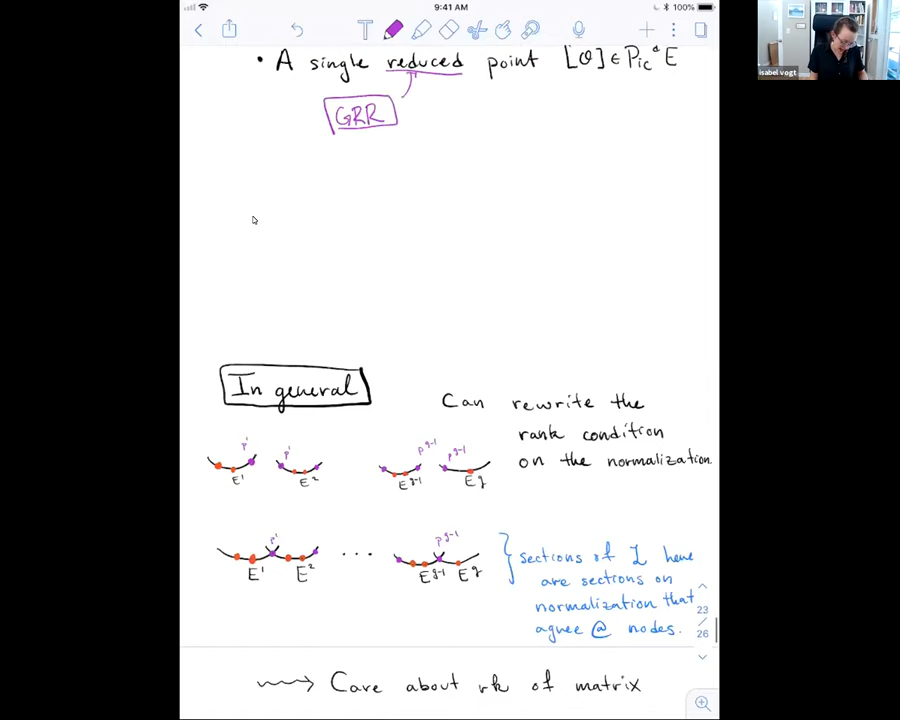 9:41 AM
100%
isabel vogt
• A single reduced point [O] ∈ Pic^d E
GRR
In general
Can rewrite the
rank condition
on the normalization.
p^1 p^1 p^{g-1} p^{g-1}
E^1 E^2 E^{g-1} E^g
p^1 p^{g-1}
E^1 E^2 ... E^{g-1} E^g
sections of L here
are sections on
normalization that
agree @ nodes.
23
/
26
⟿ Care about rk of matrix